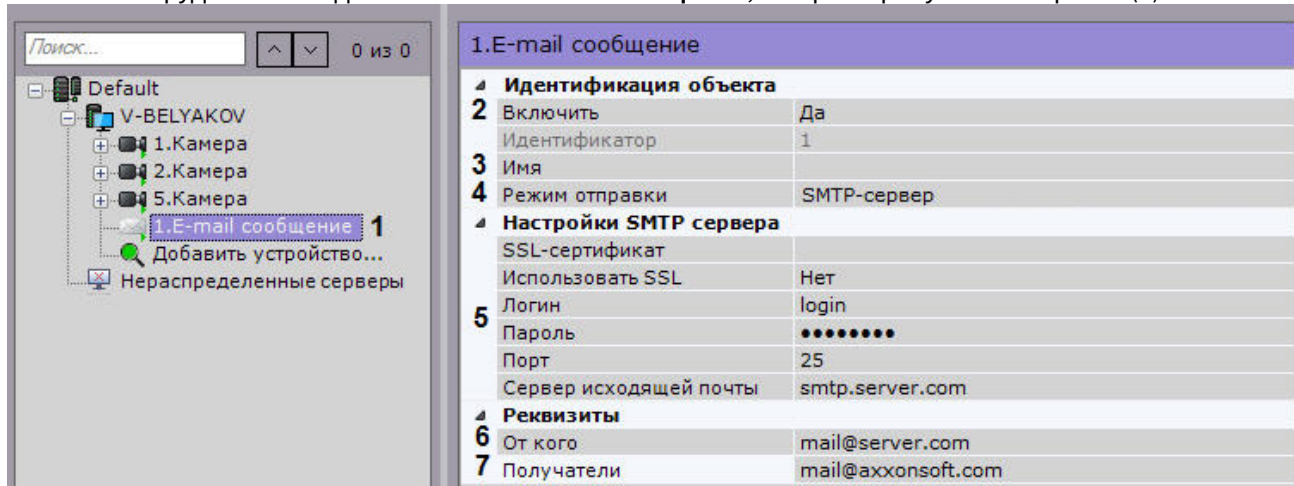 Поиск...
0 из 0
Default
V-BELYAKOV
1.Камера
2.Камера
5.Камера
1.E-mail сообщение 1
Добавить устройство...
Нераспределенные серверы
1.E-mail сообщение
Идентификация объекта
2 Включить Да
Идентификатор 1
3 Имя
4 Режим отправки SMTP-сервер
Настройки SMTP сервера
SSL-сертификат
Использовать SSL Нет
5 Логин login
Пароль ●●●●●●●●
Порт 25
Сервер исходящей почты smtp.server.com
Реквизиты
6 От кого mail@server.com
7 Получатели mail@axxonsoft.com